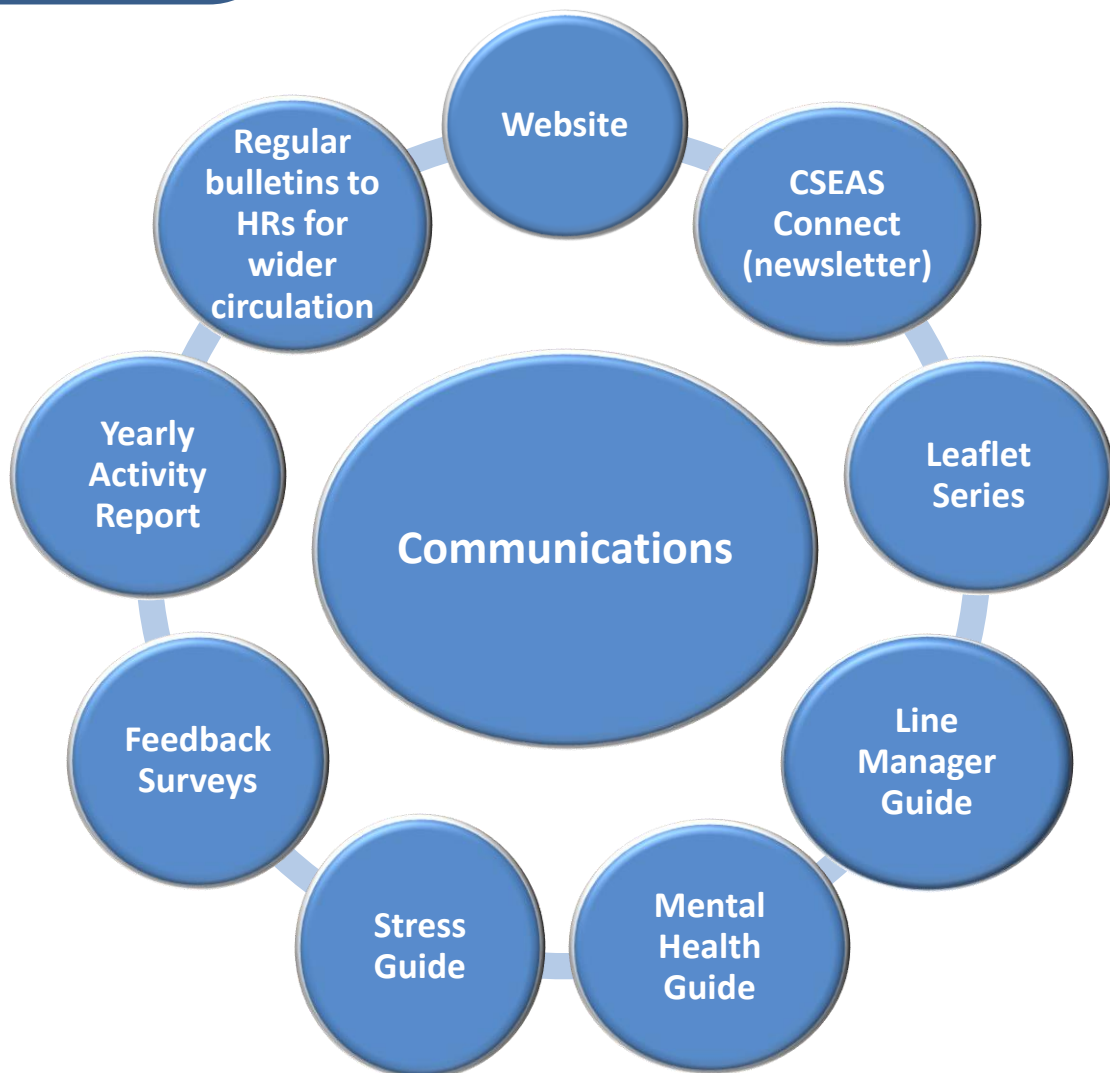 Website
CSEAS
Connect
(newsletter)
Leaflet
Series
Line
Manager
Guide
Mental
Health
Guide
Stress
Guide
Feedback
Surveys
Yearly
Activity
Report
Regular
bulletins to
HRs for
wider
circulation
Communications